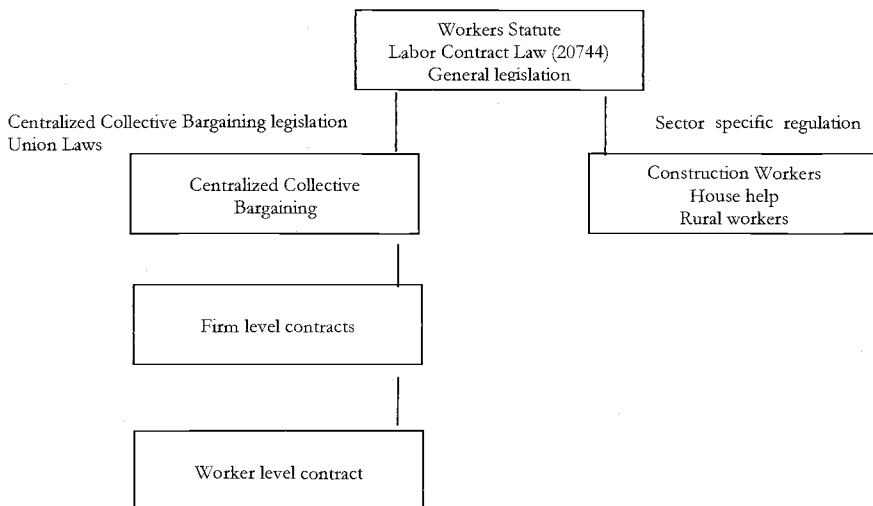 Workers Statute
Labor Contract Law (20744)
General legislation
Centralized Collective Bargaining legislation
Union Laws
Sector specific regulation
Centralized Collective
Bargaining
Construction Workers
House help
Rural workers
Firm level contracts
Worker level contract